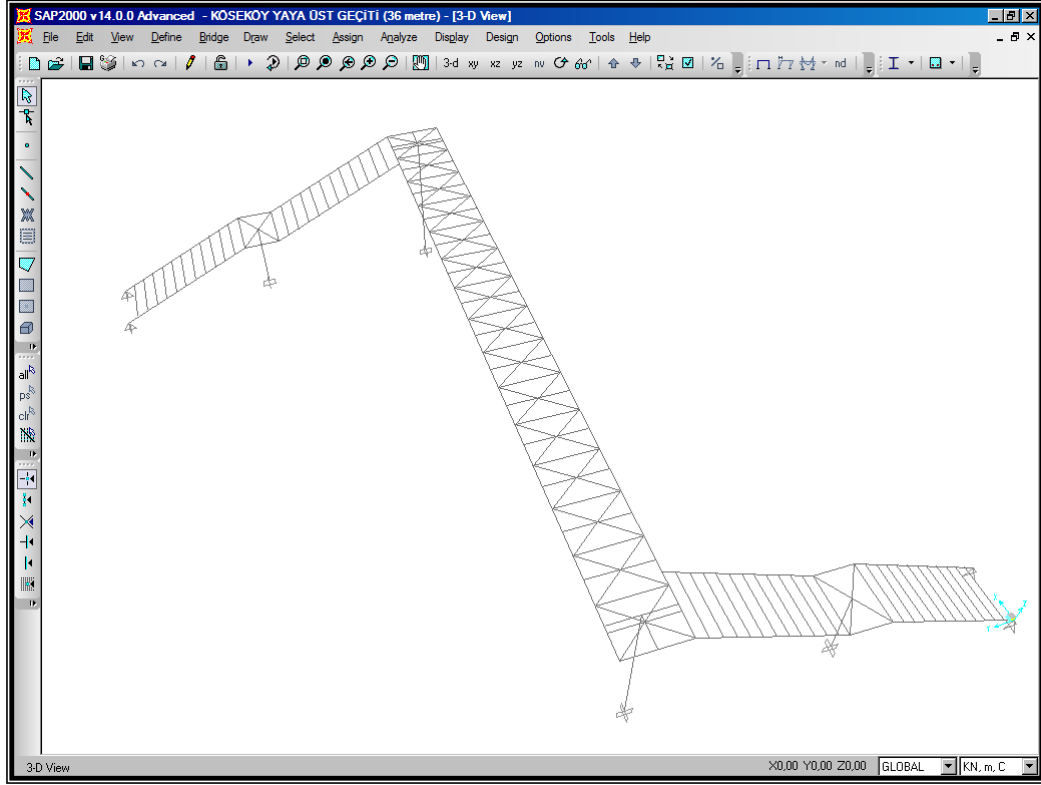 SAP2000 v14.0.0 Advanced - KÖSEKÖY YAYA ÜST GEÇİTİ (36 metre) - [3-D View]
File Edit View Define Bridge Draw Select Assign Analyze Display Design Options Tools Help
3-d xy xz yz nv nd
all
ps
clr
3-D View X0,00 Y0,00 Z0,00 GLOBAL KN, m, C